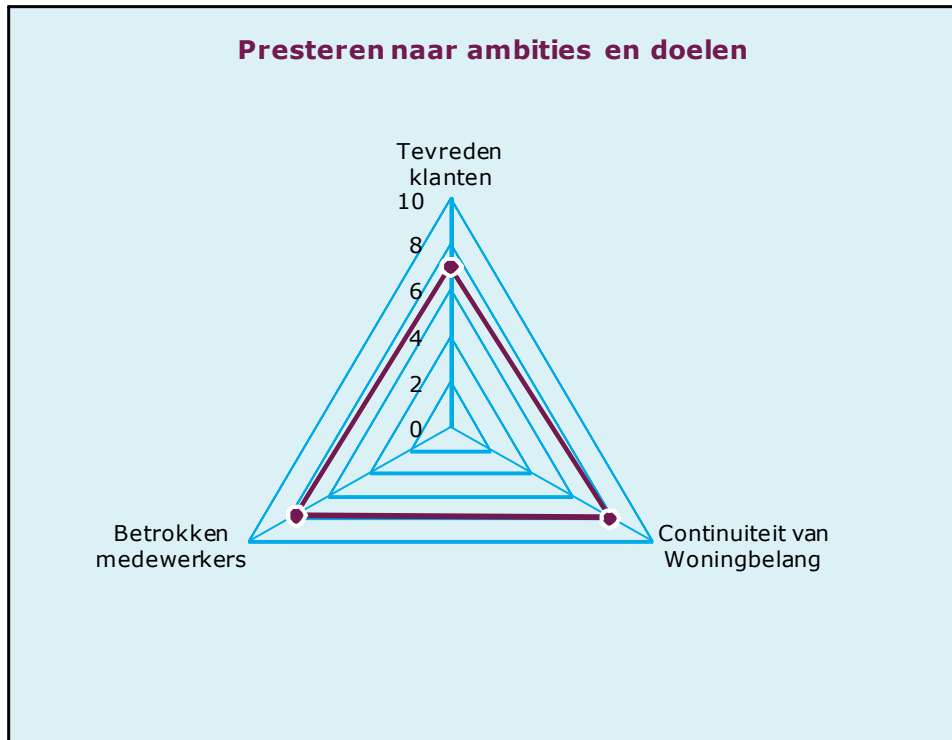 Presteren naar ambities en doelen
Tevreden
klanten
10
8
6
4
2
0
Betrokken
medewerkers
Continuiteit van
Woningbelang